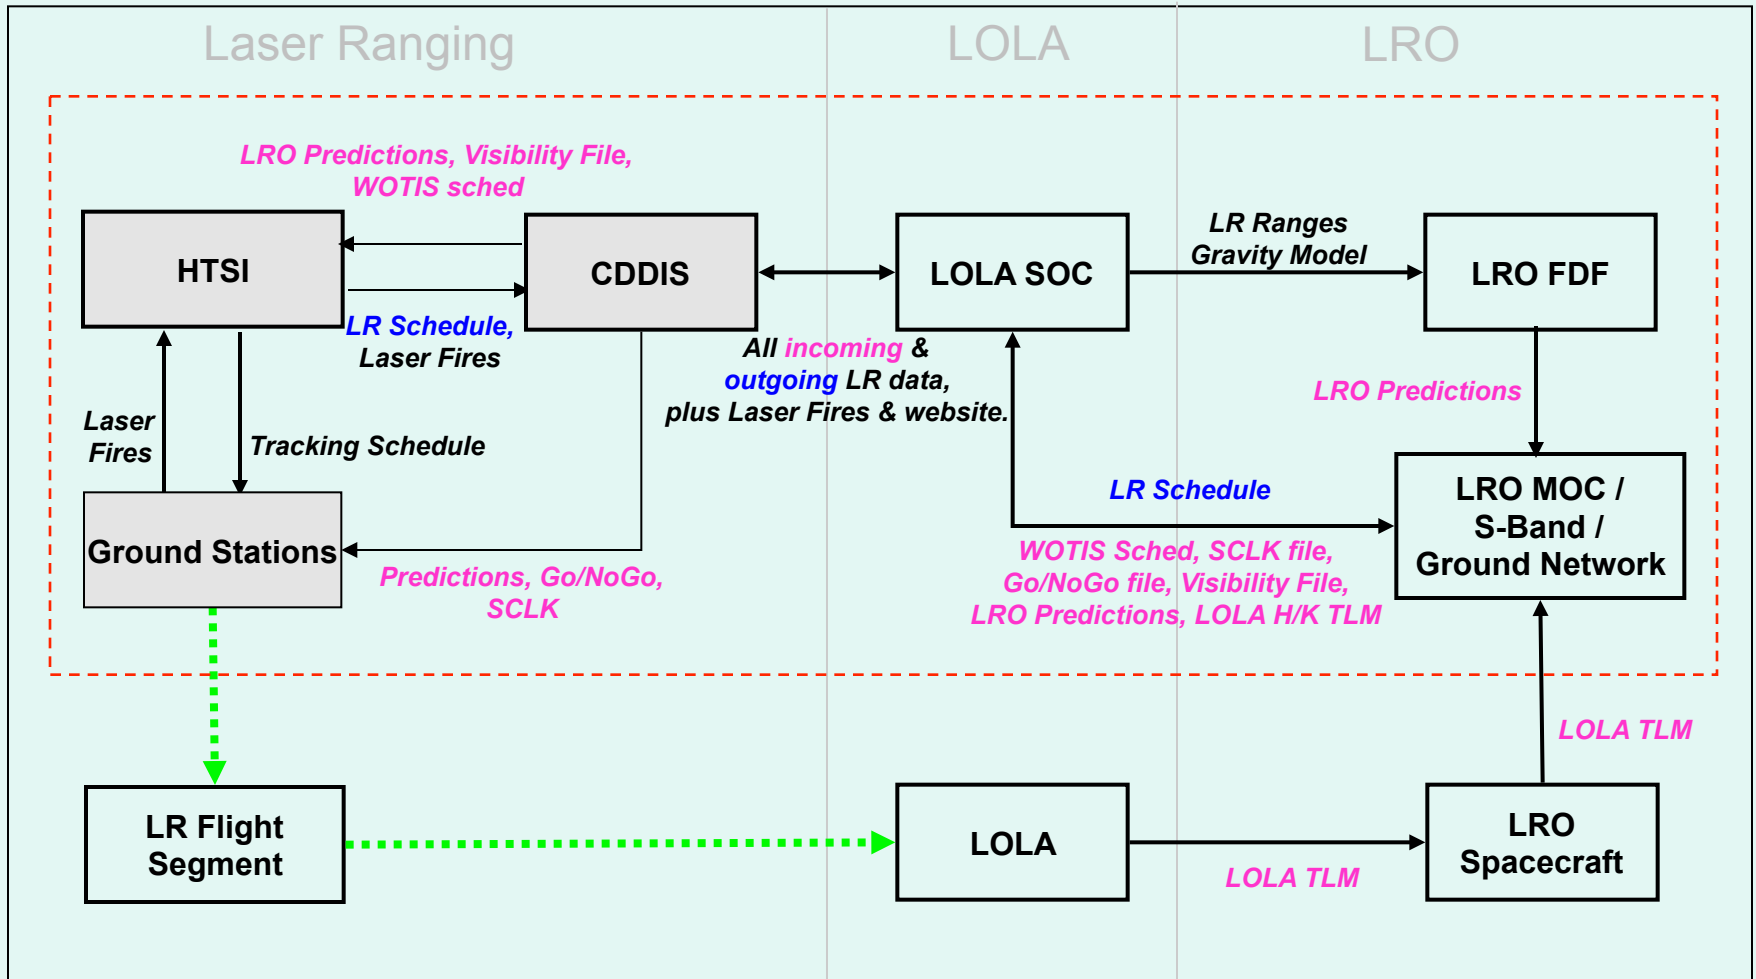 Laser Ranging
LOLA
LRO
LRO Predictions, Visibility File,
WOTIS sched
HTSI
CDDIS
LOLA SOC
LR Ranges
Gravity Model
LRO FDF
LR Schedule,
Laser Fires
All incoming &
outgoing LR data,
plus Laser Fires & website.
LRO Predictions
Laser
Fires
Tracking Schedule
LR Schedule
LRO MOC /
S-Band /
Ground Network
Ground Stations
Predictions, Go/NoGo,
SCLK
WOTIS Sched, SCLK file,
Go/NoGo file, Visibility File,
LRO Predictions, LOLA H/K TLM
LOLA TLM
LR Flight
Segment
LOLA
LOLA TLM
LRO
Spacecraft